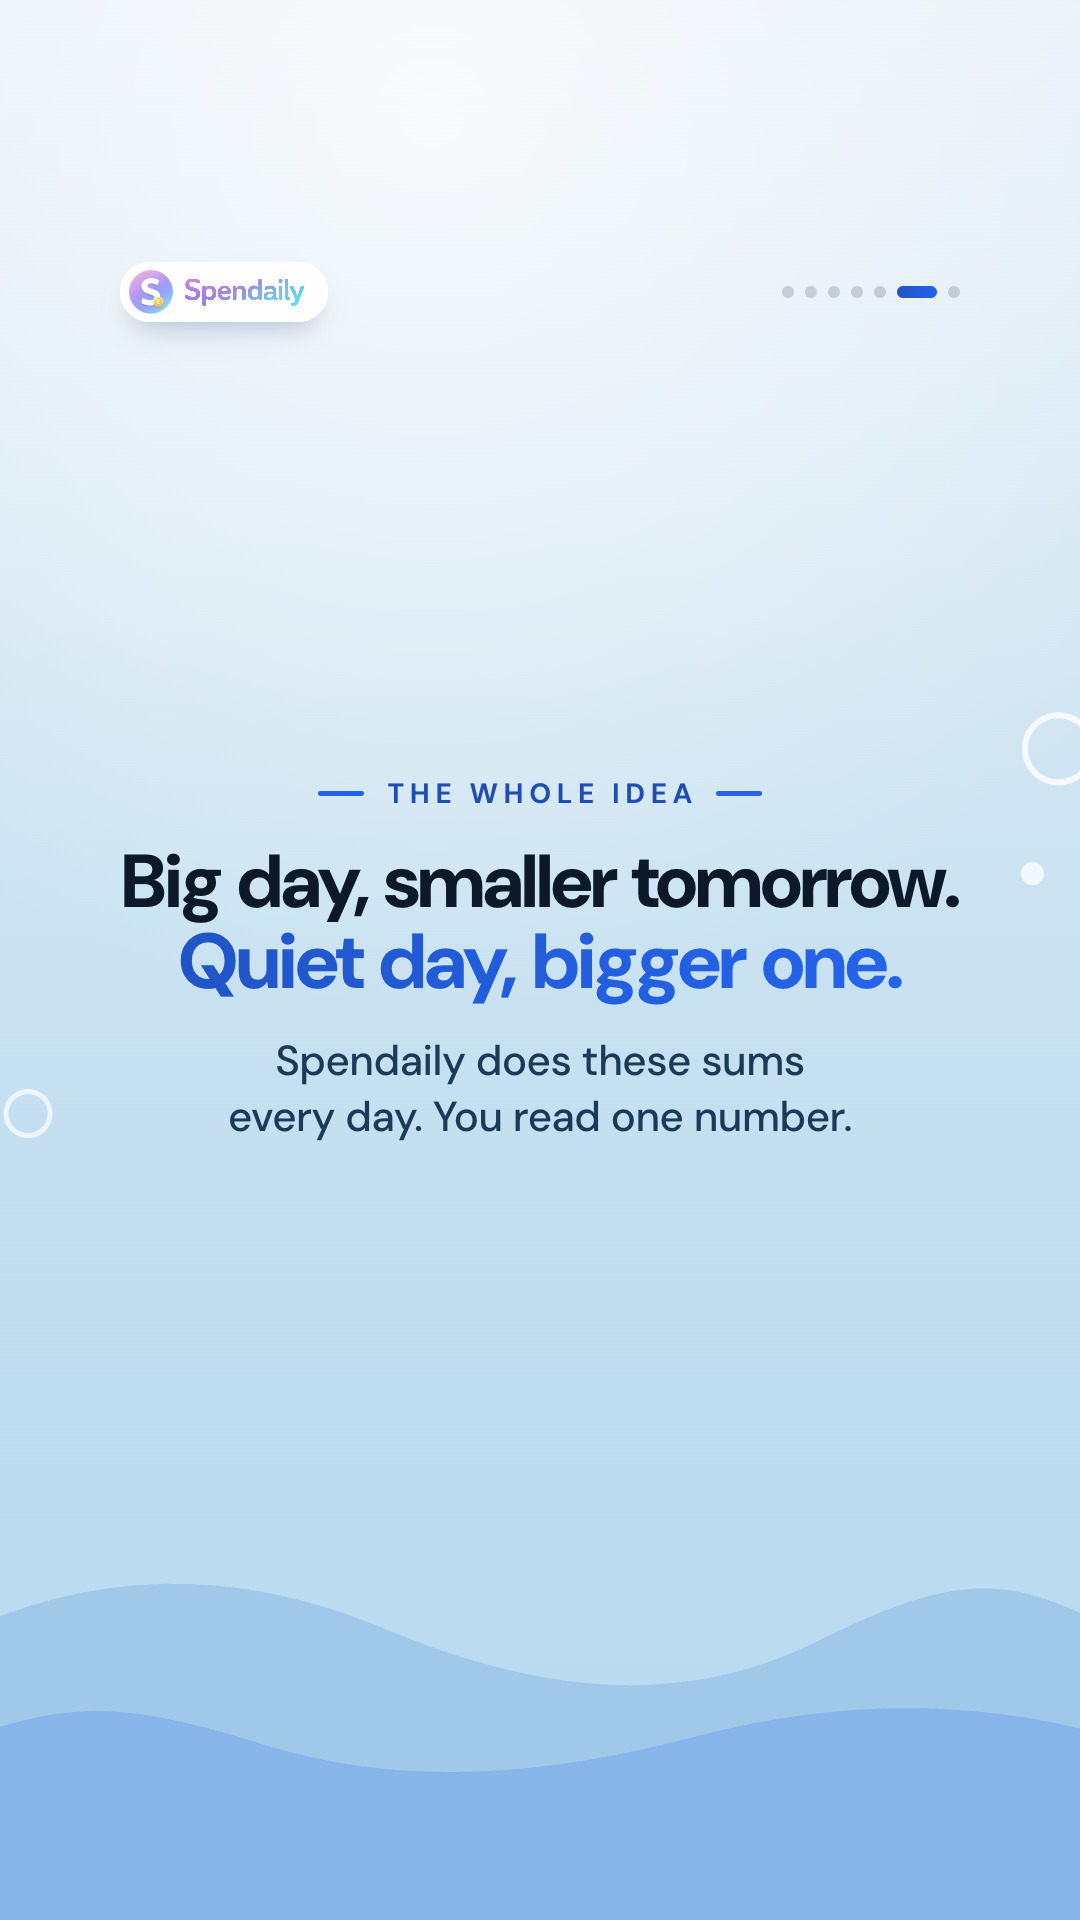 Spendaily
THE WHOLE IDEA
Big day, smaller tomorrow.
Quiet day, bigger one.
Spendaily does these sums
every day. You read one number.